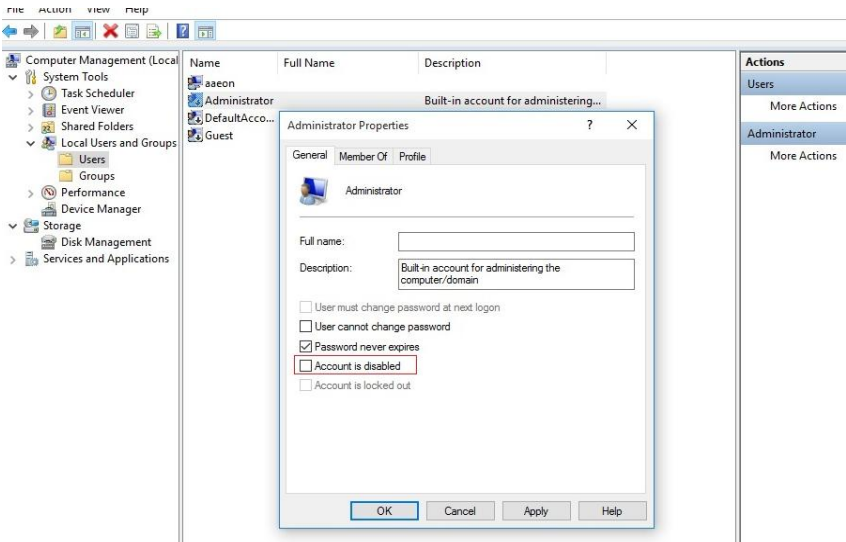 File Action View Help
Computer Management (Local
System Tools
Task Scheduler
Event Viewer
Shared Folders
Local Users and Groups
Users
Groups
Performance
Device Manager
Storage
Disk Management
Services and Applications
Name Full Name Description
aaeon
Administrator Built-in account for administering...
DefaultAcco...
Guest
Administrator Properties ? X
General Member Of Profile
Administrator
Full name:
Description: Built-in account for administering the
computer/domain
User must change password at next logon
User cannot change password
Password never expires
Account is disabled
Account is locked out
OK Cancel Apply Help
Actions
Users
More Actions
Administrator
More Actions